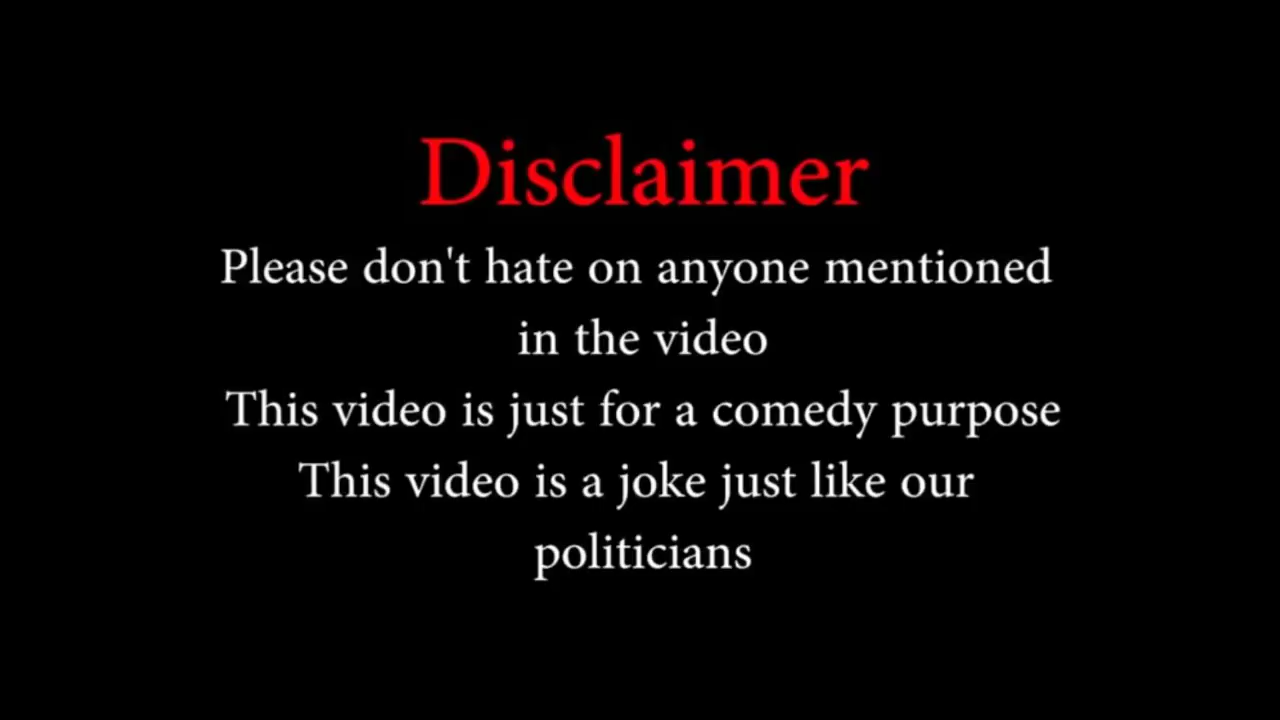 Disclaimer
Please don't hate on anyone mentioned
in the video
This video is just for a comedy purpose
This video is a joke just like our
politicians